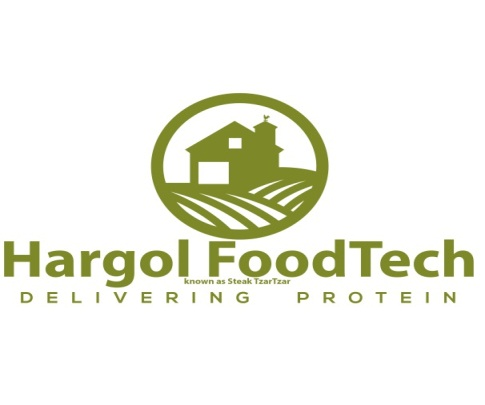 Hargol FoodTech
known as Steak TzarTzar
DELIVERING PROTEIN